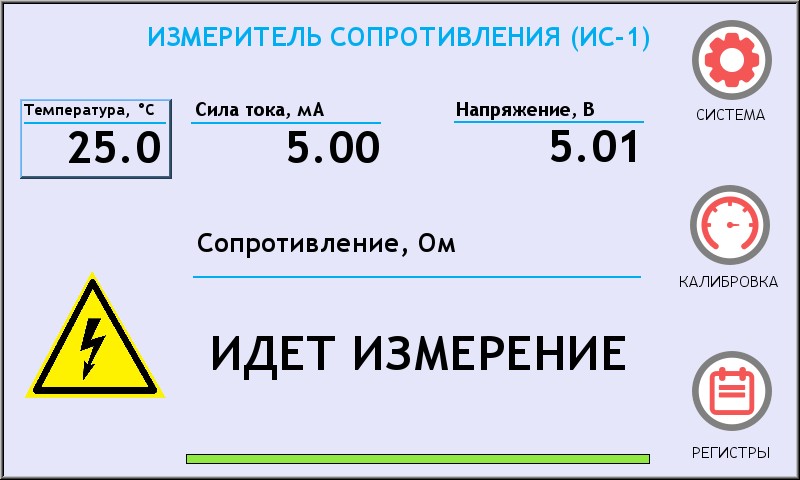 ИЗМЕРИТЕЛЬ СОПРОТИВЛЕНИЯ (ИС-1)
СИСТЕМА
Температура, °C
25.0
Сила тока, мА
5.00
Напряжение, В
5.01
Сопротивление, Ом
КАЛИБРОВКА
ИДЕТ ИЗМЕРЕНИЕ
РЕГИСТРЫ